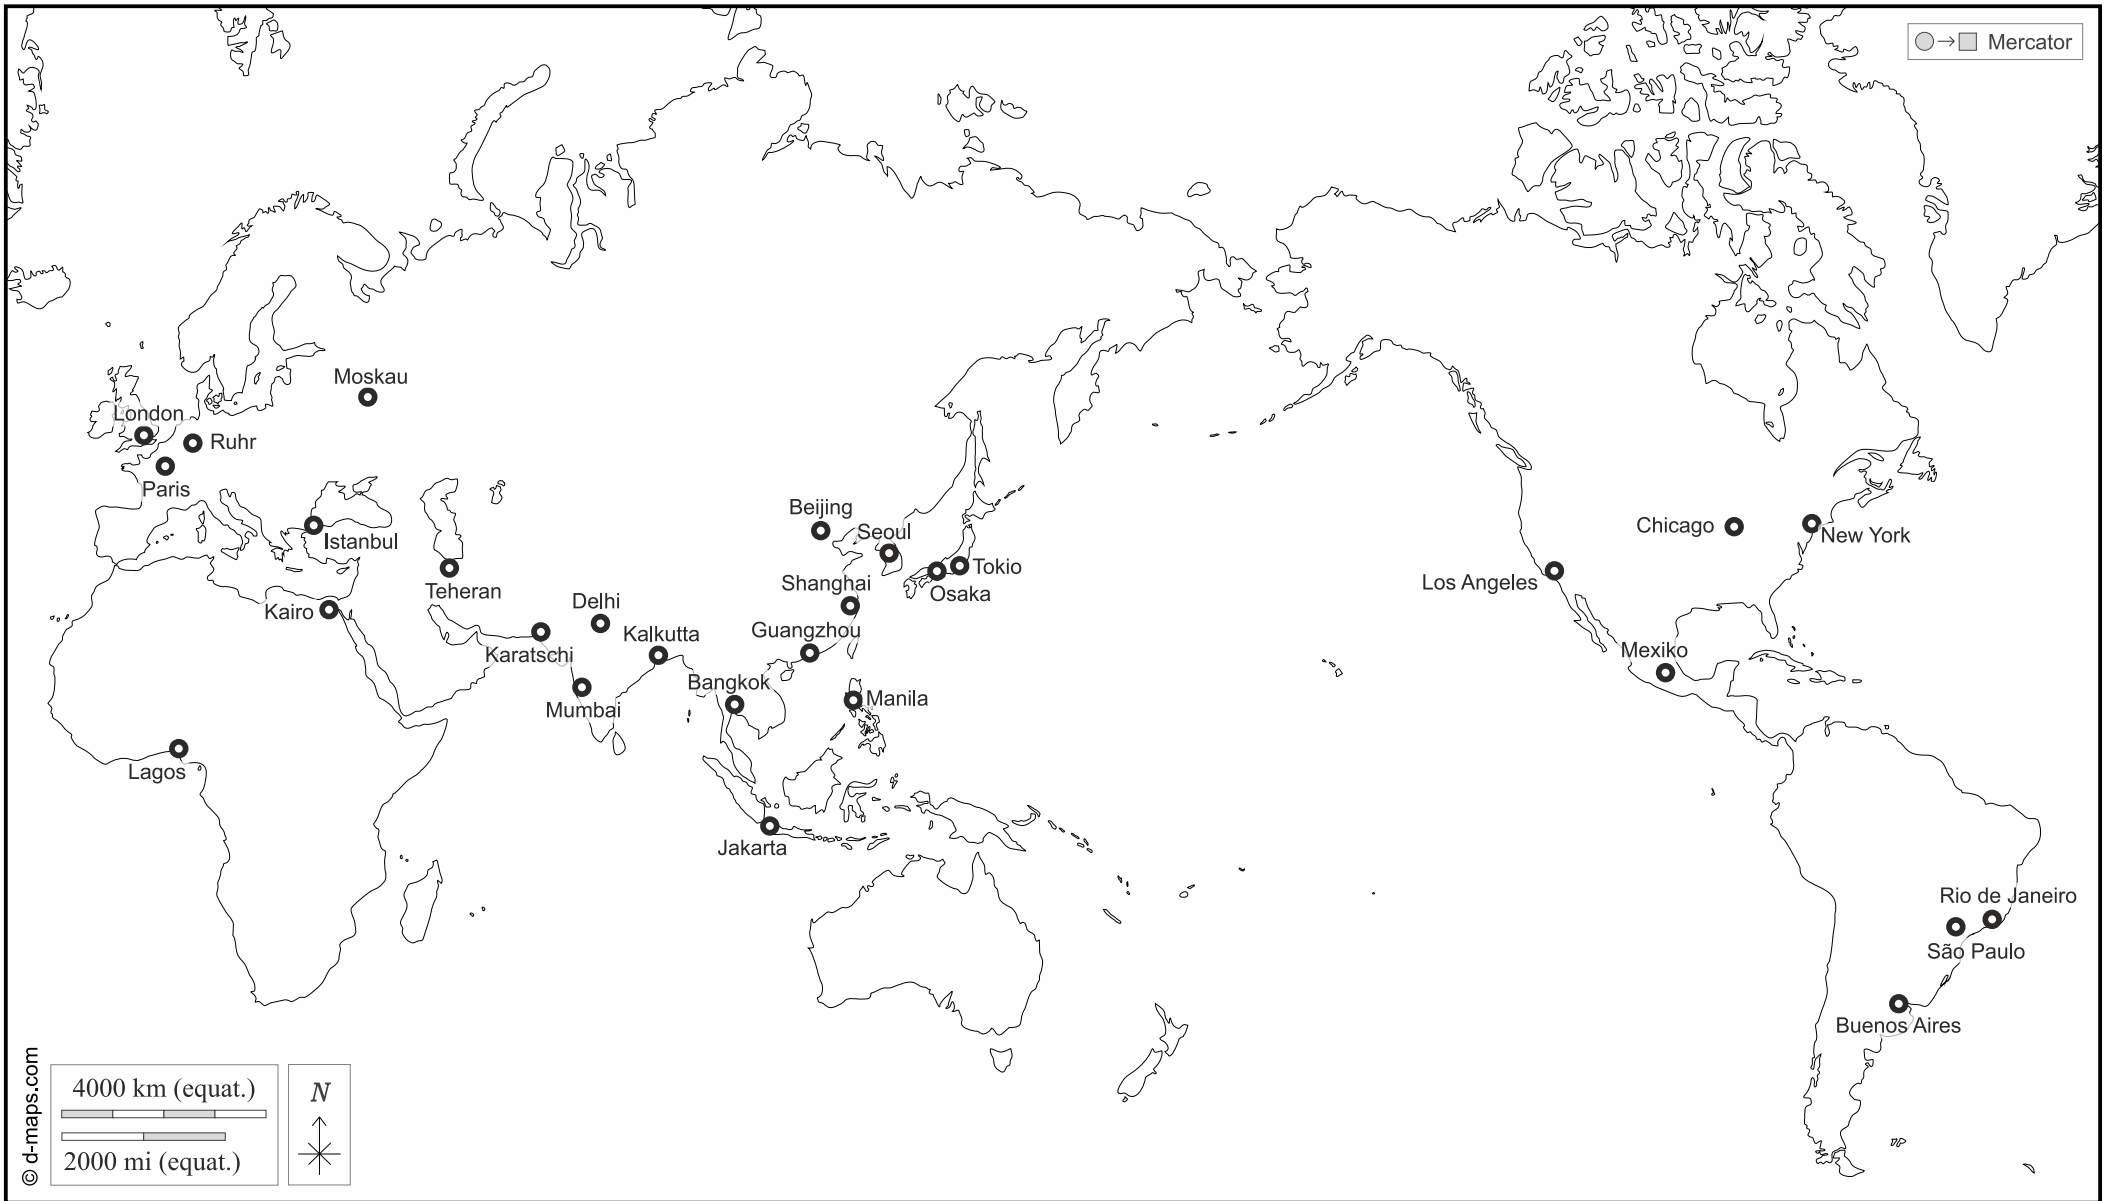 Mercator
Moskau
London
Ruhr
Paris
Istanbul
Beijing
Seoul
Chicago
New York
Tokio
Teheran
Shanghai
Osaka
Los Angeles
Kairo
Delhi
Karatschi
Kalkutta
Guangzhou
Mexiko
Bangkok
Manila
Mumbai
Lagos
Jakarta
Rio de Janeiro
São Paulo
Buenos Aires
© d-maps.com
4000 km (equat.)
2000 mi (equat.)
N